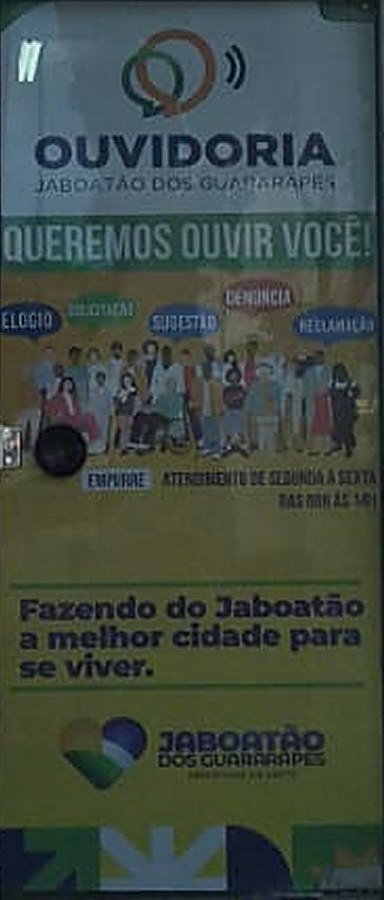 OUVIDORIA
JABOATÃO DOS GUARARAPES
QUEREMOS OUVIR VOCÊ!
ELOGIO
SOLICITAÇÃO
SUGESTÃO
DENÚNCIA
RECLAMAÇÃO
EMPURRE
ATENDIMENTO DE SEGUNDA À SEXTA
DAS 08H ÀS 14H
Fazendo do Jaboatão
a melhor cidade para
se viver.
JABOATÃO
DOS GUARARAPES